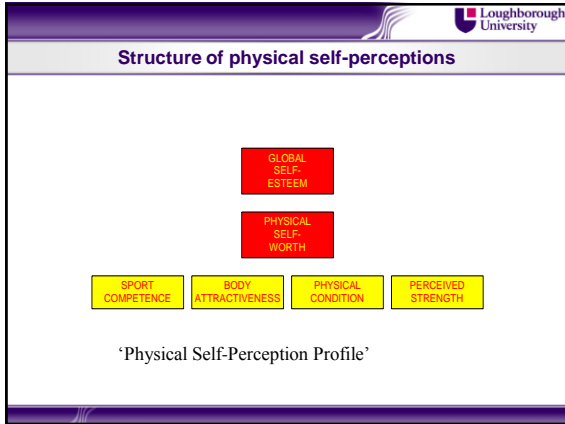 Loughborough
University
Structure of physical self-perceptions
GLOBAL
SELF-
ESTEEM
PHYSICAL
SELF-
WORTH
SPORT
COMPETENCE
BODY
ATTRACTIVENESS
PHYSICAL
CONDITION
PERCEIVED
STRENGTH
‘Physical Self-Perception Profile’